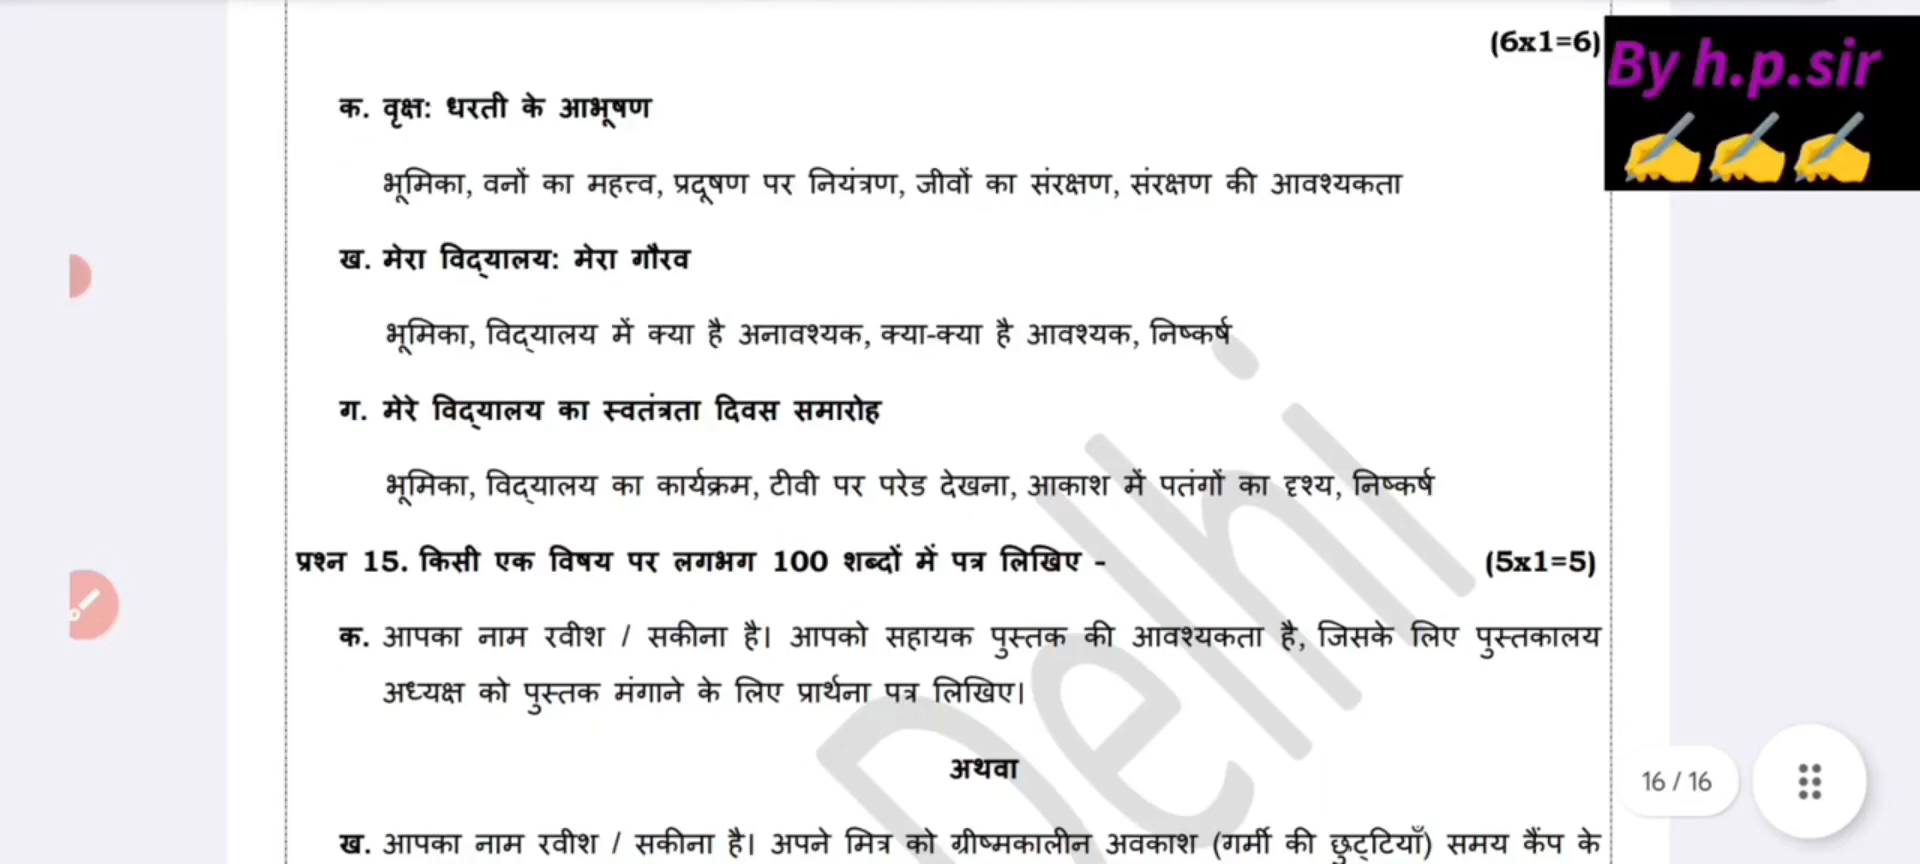 (6x1=6)
By h.p.sir
क. वृक्ष: धरती के आभूषण
भूमिका, वनों का महत्त्व, प्रदूषण पर नियंत्रण, जीवों का संरक्षण, संरक्षण की आवश्यकता
ख. मेरा विद्यालय: मेरा गौरव
भूमिका, विद्यालय में क्या है अनावश्यक, क्या-क्या है आवश्यक, निष्कर्ष
ग. मेरे विद्यालय का स्वतंत्रता दिवस समारोह
भूमिका, विद्यालय का कार्यक्रम, टीवी पर परेड देखना, आकाश में पतंगों का दृश्य, निष्कर्ष
प्रश्न 15. किसी एक विषय पर लगभग 100 शब्दों में पत्र लिखिए - (5x1=5)
क. आपका नाम रवीश / सकीना है। आपको सहायक पुस्तक की आवश्यकता है, जिसके लिए पुस्तकालय
अध्यक्ष को पुस्तक मंगाने के लिए प्रार्थना पत्र लिखिए।
अथवा
16 / 16
ख. आपका नाम रवीश / सकीना है। अपने मित्र को ग्रीष्मकालीन अवकाश (गर्मी की छुट्टियाँ) समय कैंप के
Delhi